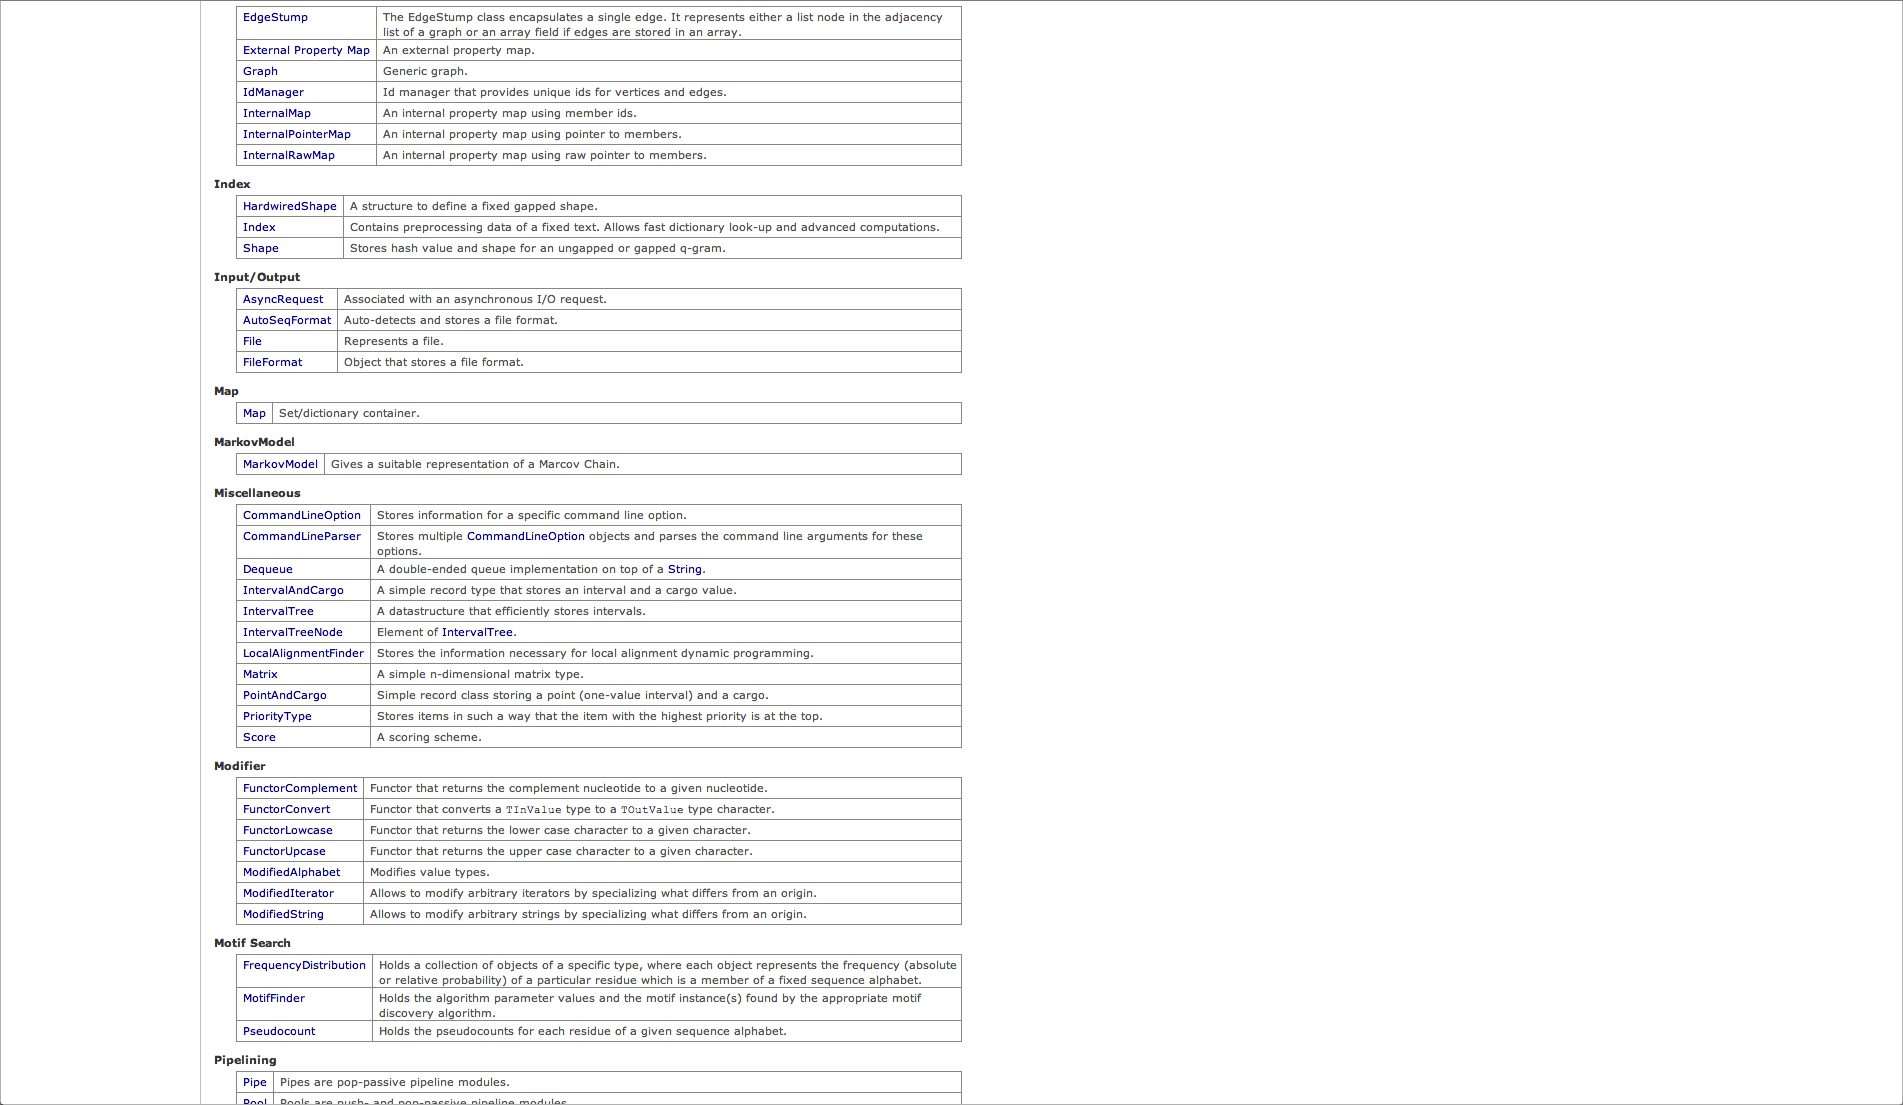 EdgeStump The EdgeStump class encapsulates a single edge. It represents either a list node in the adjacency
list of a graph or an array field if edges are stored in an array.
External Property Map An external property map.
Graph Generic graph.
IdManager Id manager that provides unique ids for vertices and edges.
InternalMap An internal property map using member ids.
InternalPointerMap An internal property map using pointer to members.
InternalRawMap An internal property map using raw pointer to members.
Index
HardwiredShape A structure to define a fixed gapped shape.
Index Contains preprocessing data of a fixed text. Allows fast dictionary look-up and advanced computations.
Shape Stores hash value and shape for an ungapped or gapped q-gram.
Input/Output
AsyncRequest Associated with an asynchronous I/O request.
AutoSeqFormat Auto-detects and stores a file format.
File Represents a file.
FileFormat Object that stores a file format.
Map
Map Set/dictionary container.
MarkovModel
MarkovModel Gives a suitable representation of a Marcov Chain.
Miscellaneous
CommandLineOption Stores information for a specific command line option.
CommandLineParser Stores multiple CommandLineOption objects and parses the command line arguments for these
options.
Dequeue A double-ended queue implementation on top of a String.
IntervalAndCargo A simple record type that stores an interval and a cargo value.
IntervalTree A datastructure that efficiently stores intervals.
IntervalTreeNode Element of IntervalTree.
LocalAlignmentFinder Stores the information necessary for local alignment dynamic programming.
Matrix A simple n-dimensional matrix type.
PointAndCargo Simple record class storing a point (one-value interval) and a cargo.
PriorityType Stores items in such a way that the item with the highest priority is at the top.
Score A scoring scheme.
Modifier
FunctorComplement Functor that returns the complement nucleotide to a given nucleotide.
FunctorConvert Functor that converts a TInValue type to a TOutValue type character.
FunctorLowcase Functor that returns the lower case character to a given character.
FunctorUpcase Functor that returns the upper case character to a given character.
ModifiedAlphabet Modifies value types.
ModifiedIterator Allows to modify arbitrary iterators by specializing what differs from an origin.
ModifiedString Allows to modify arbitrary strings by specializing what differs from an origin.
Motif Search
FrequencyDistribution Holds a collection of objects of a specific type, where each object represents the frequency (absolute
or relative probability) of a particular residue which is a member of a fixed sequence alphabet.
MotifFinder Holds the algorithm parameter values and the motif instance(s) found by the appropriate motif
discovery algorithm.
Pseudocount Holds the pseudocounts for each residue of a given sequence alphabet.
Pipelining
Pipe Pipes are pop-passive pipeline modules.
Pool Pools are push- and pop-passive pipeline modules.